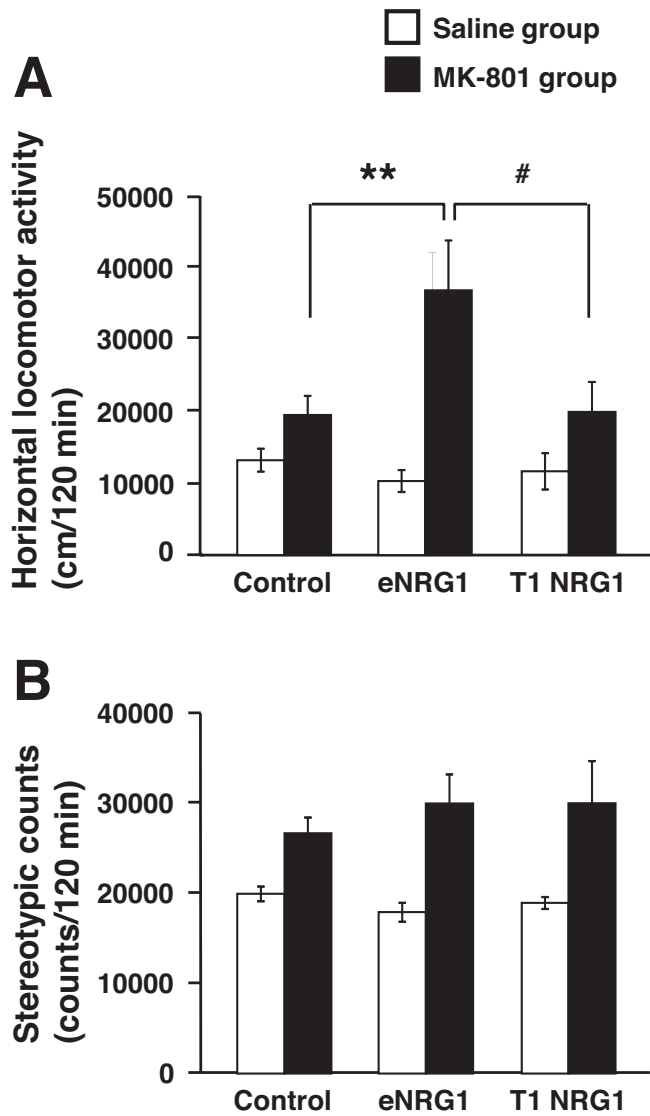 Saline group
MK-801 group
A
Horizontal locomotor activity
(cm/120 min)
** #
50000
40000
30000
20000
10000
0
Control eNRG1 T1 NRG1
B
Stereotypic counts
(counts/120 min)
40000
30000
20000
10000
0
Control eNRG1 T1 NRG1